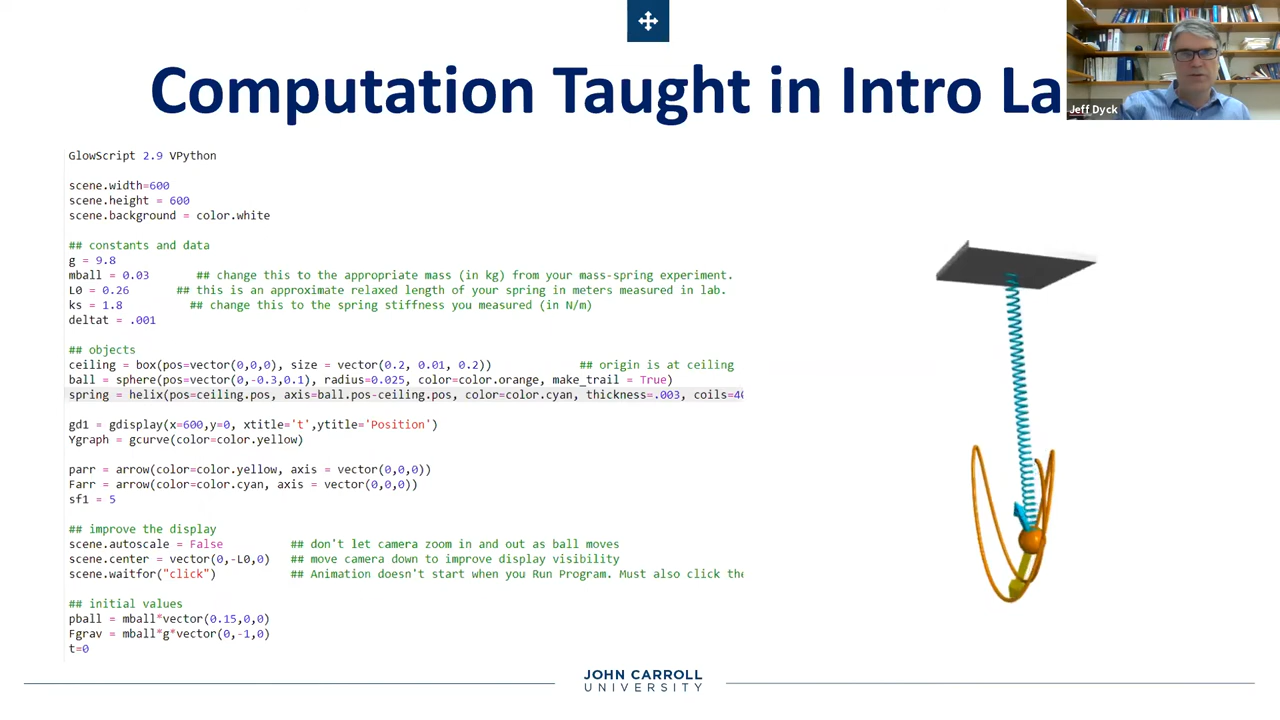 Computation Taught in Intro La
Jeff Dyck
GlowScript 2.9 VPython
scene.width=600
scene.height = 600
scene.background = color.white
## constants and data
g = 9.8
mball = 0.03 ## change this to the appropriate mass (in kg) from your mass-spring experiment.
L0 = 0.26 ## this is an approximate relaxed length of your spring in meters measured in lab.
ks = 1.8 ## change this to the spring stiffness you measured (in N/m)
deltat = .001
## objects
ceiling = box(pos=vector(0,0,0), size = vector(0.2, 0.01, 0.2)) ## origin is at ceiling
ball = sphere(pos=vector(0,-0.3,0.1), radius=0.025, color=color.orange, make_trail = True)
spring = helix(pos=ceiling.pos, axis=ball.pos-ceiling.pos, color=color.cyan, thickness=.003, coils=40
gd1 = gdisplay(x=600,y=0, xtitle='t',ytitle='Position')
Ygraph = gcurve(color=color.yellow)
parr = arrow(color=color.yellow, axis = vector(0,0,0))
Farr = arrow(color=color.cyan, axis = vector(0,0,0))
sf1 = 5
## improve the display
scene.autoscale = False ## don't let camera zoom in and out as ball moves
scene.center = vector(0,-L0,0) ## move camera down to improve display visibility
scene.waitfor("click") ## Animation doesn't start when you Run Program. Must also click the
## initial values
pball = mball*vector(0.15,0,0)
Fgrav = mball*g*vector(0,-1,0)
t=0
JOHN CARROLL
UNIVERSITY